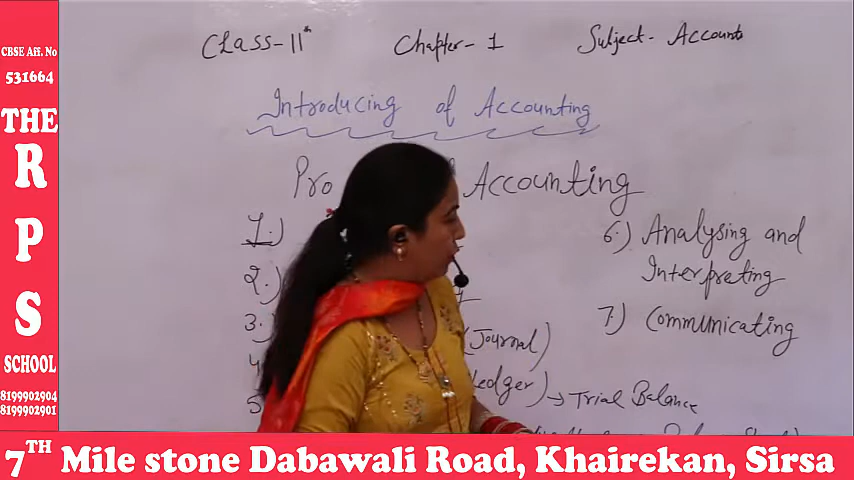 CBSE Aff. No
531664
THE
R
P
S
SCHOOL
8199902904
8199902901
Class-11th Chapter-1 Subject- Accounts
Introducing of Accounting
Pro Accounting
1.)
2.)
3.) (Journal)
4
5 Ledger) → Trial Balance
6) Analysing and
Interpreting
7) Communicating
7TH Mile stone Dabawali Road, Khairekan, Sirsa